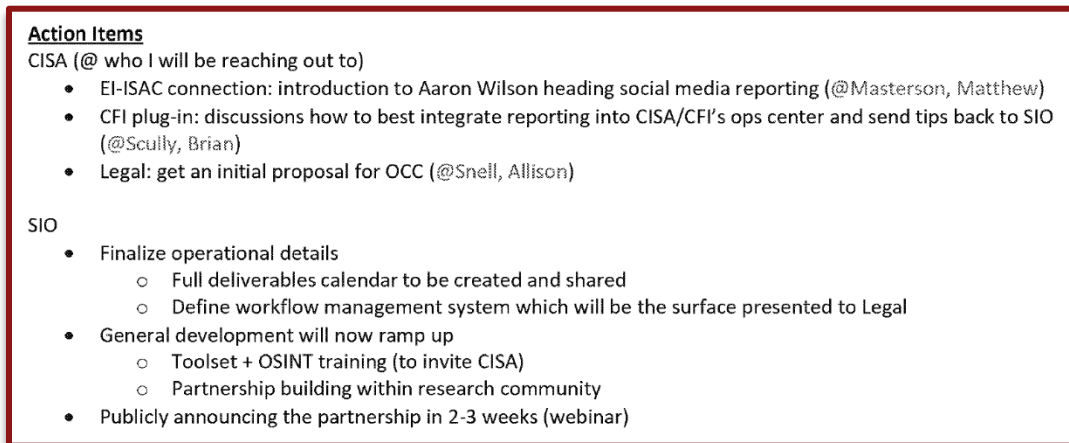 Action Items
CISA (@ who I will be reaching out to)
• EI-ISAC connection: introduction to Aaron Wilson heading social media reporting (@Masterson, Matthew)
• CFI plug-in: discussions how to best integrate reporting into CISA/CFI's ops center and send tips back to SIO
(@Scully, Brian)
• Legal: get an initial proposal for OCC (@Snell, Allison)
SIO
• Finalize operational details
○ Full deliverables calendar to be created and shared
○ Define workflow management system which will be the surface presented to Legal
• General development will now ramp up
○ Toolset + OSINT training (to invite CISA)
○ Partnership building within research community
• Publicly announcing the partnership in 2-3 weeks (webinar)